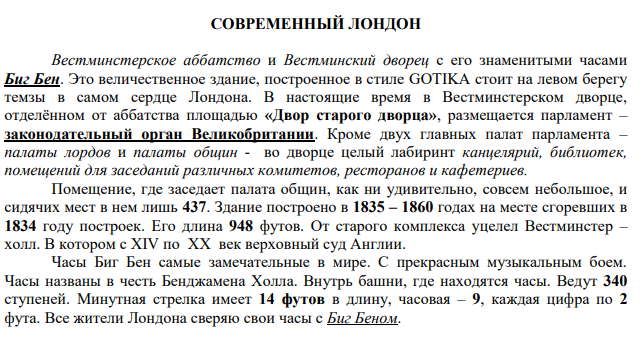 СОВРЕМЕННЫЙ ЛОНДОН
Вестминстерское аббатство и Вестминский дворец с его знаменитыми часами
Биг Бен. Это величественное здание, построенное в стиле GOTIKA стоит на левом берегу
темзы в самом сердце Лондона. В настоящие время в Вестминстерском дворце,
отделённом от аббатства площадью «Двор старого дворца», размещается парламент –
законодательный орган Великобритании. Кроме двух главных палат парламента –
палаты лордов и палаты общин - во дворце целый лабиринт канцелярий, библиотек,
помещений для заседаний различных комитетов, ресторанов и кафетериев.
Помещение, где заседает палата общин, как ни удивительно, совсем небольшое, и
сидячих мест в нем лишь 437. Здание построено в 1835 – 1860 годах на месте сгоревших в
1834 году построек. Его длина 948 футов. От старого комплекса уцелел Вестминстер –
холл. В котором с XIV по XX век верховный суд Англии.
Часы Биг Бен самые замечательные в мире. С прекрасным музыкальным боем.
Часы названы в честь Бенджамена Холла. Внутрь башни, где находятся часы. Ведут 340
ступеней. Минутная стрелка имеет 14 футов в длину, часовая – 9, каждая цифра по 2
фута. Все жители Лондона сверяю свои часы с Биг Беном.